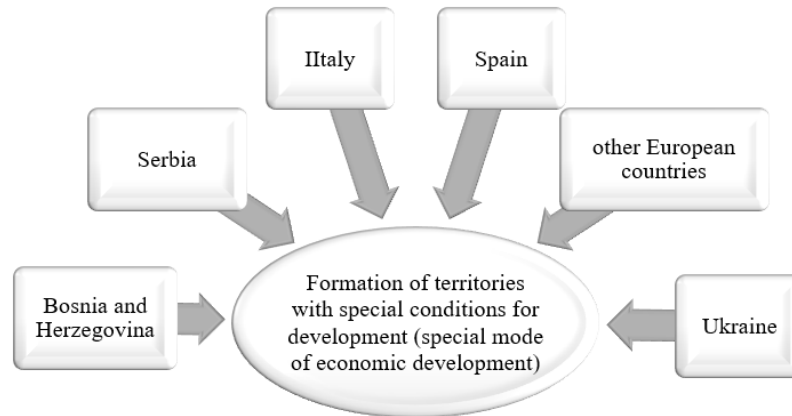 IItaly
Spain
Serbia
other European
countries
Bosnia and
Herzegovina
Formation of territories
with special conditions for
development (special mode
of economic development)
Ukraine